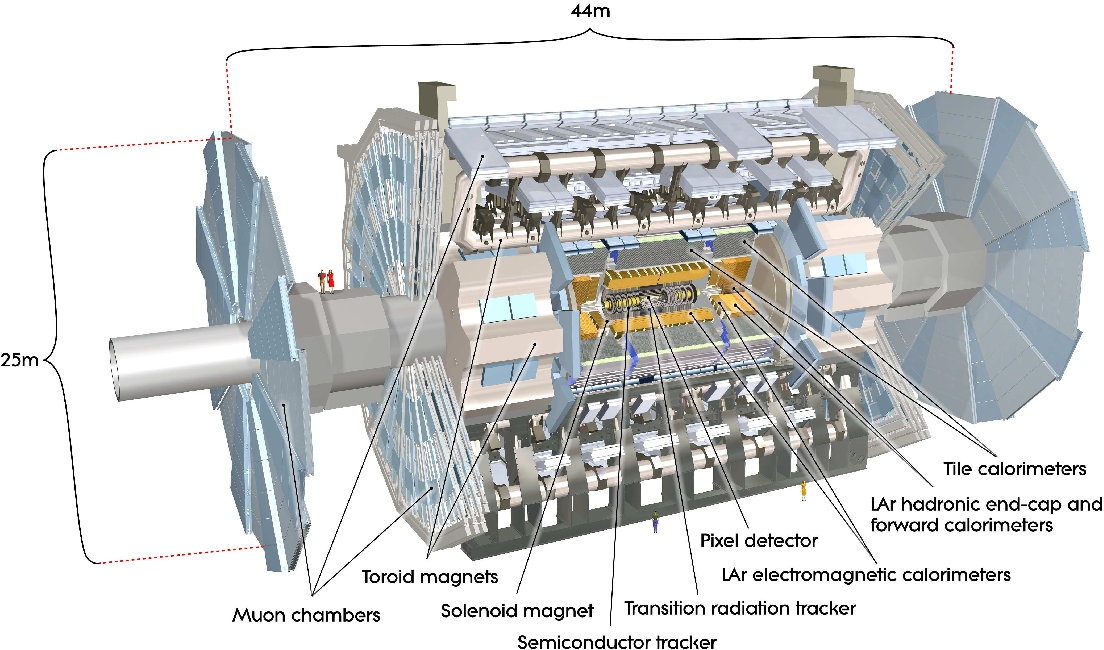 44m
25m
Tile calorimeters
LAr hadronic end-cap and
forward calorimeters
Pixel detector
LAr electromagnetic calorimeters
Toroid magnets
Muon chambers
Solenoid magnet
Transition radiation tracker
Semiconductor tracker